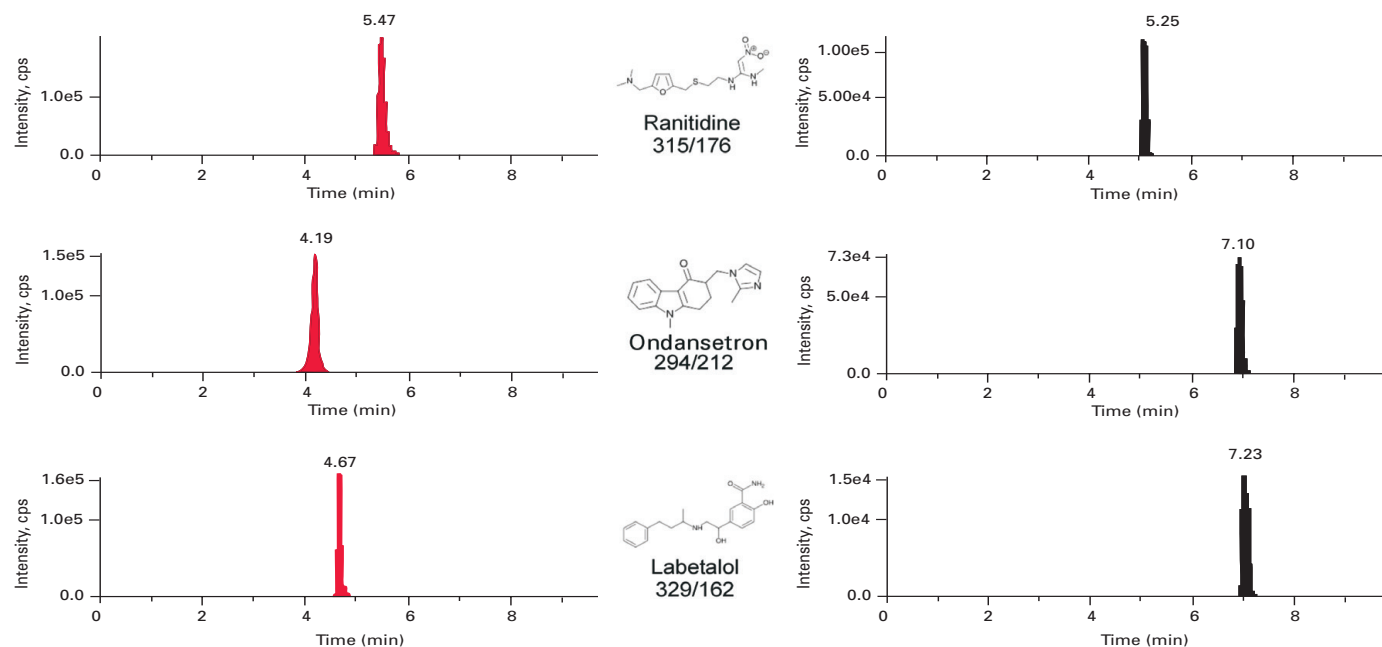 5.47
Intensity, cps
1.0e5
0.0
0 2 4 6 8
Time (min)
N
O
S
N
H
N
H
N⊕
O
O⊖
Ranitidine
315/176
5.25
Intensity, cps
1.00e5
5.00e4
0.0
0 2 4 6 8
Time (min)
4.19
Intensity, cps
1.5e5
1.0e5
0.0
0 2 4 6 8
Time (min)
O
N
N
N
Ondansetron
294/212
7.10
Intensity, cps
7.3e4
5.0e4
0.0
0 2 4 6 8
Time (min)
4.67
Intensity, cps
1.6e5
1.0e5
0.0
0 2 4 6 8
Time (min)
O
NH₂
OH
NH
OH
Labetalol
329/162
7.23
Intensity, cps
1.5e4
1.0e4
0.0
0 2 4 6 8
Time (min)